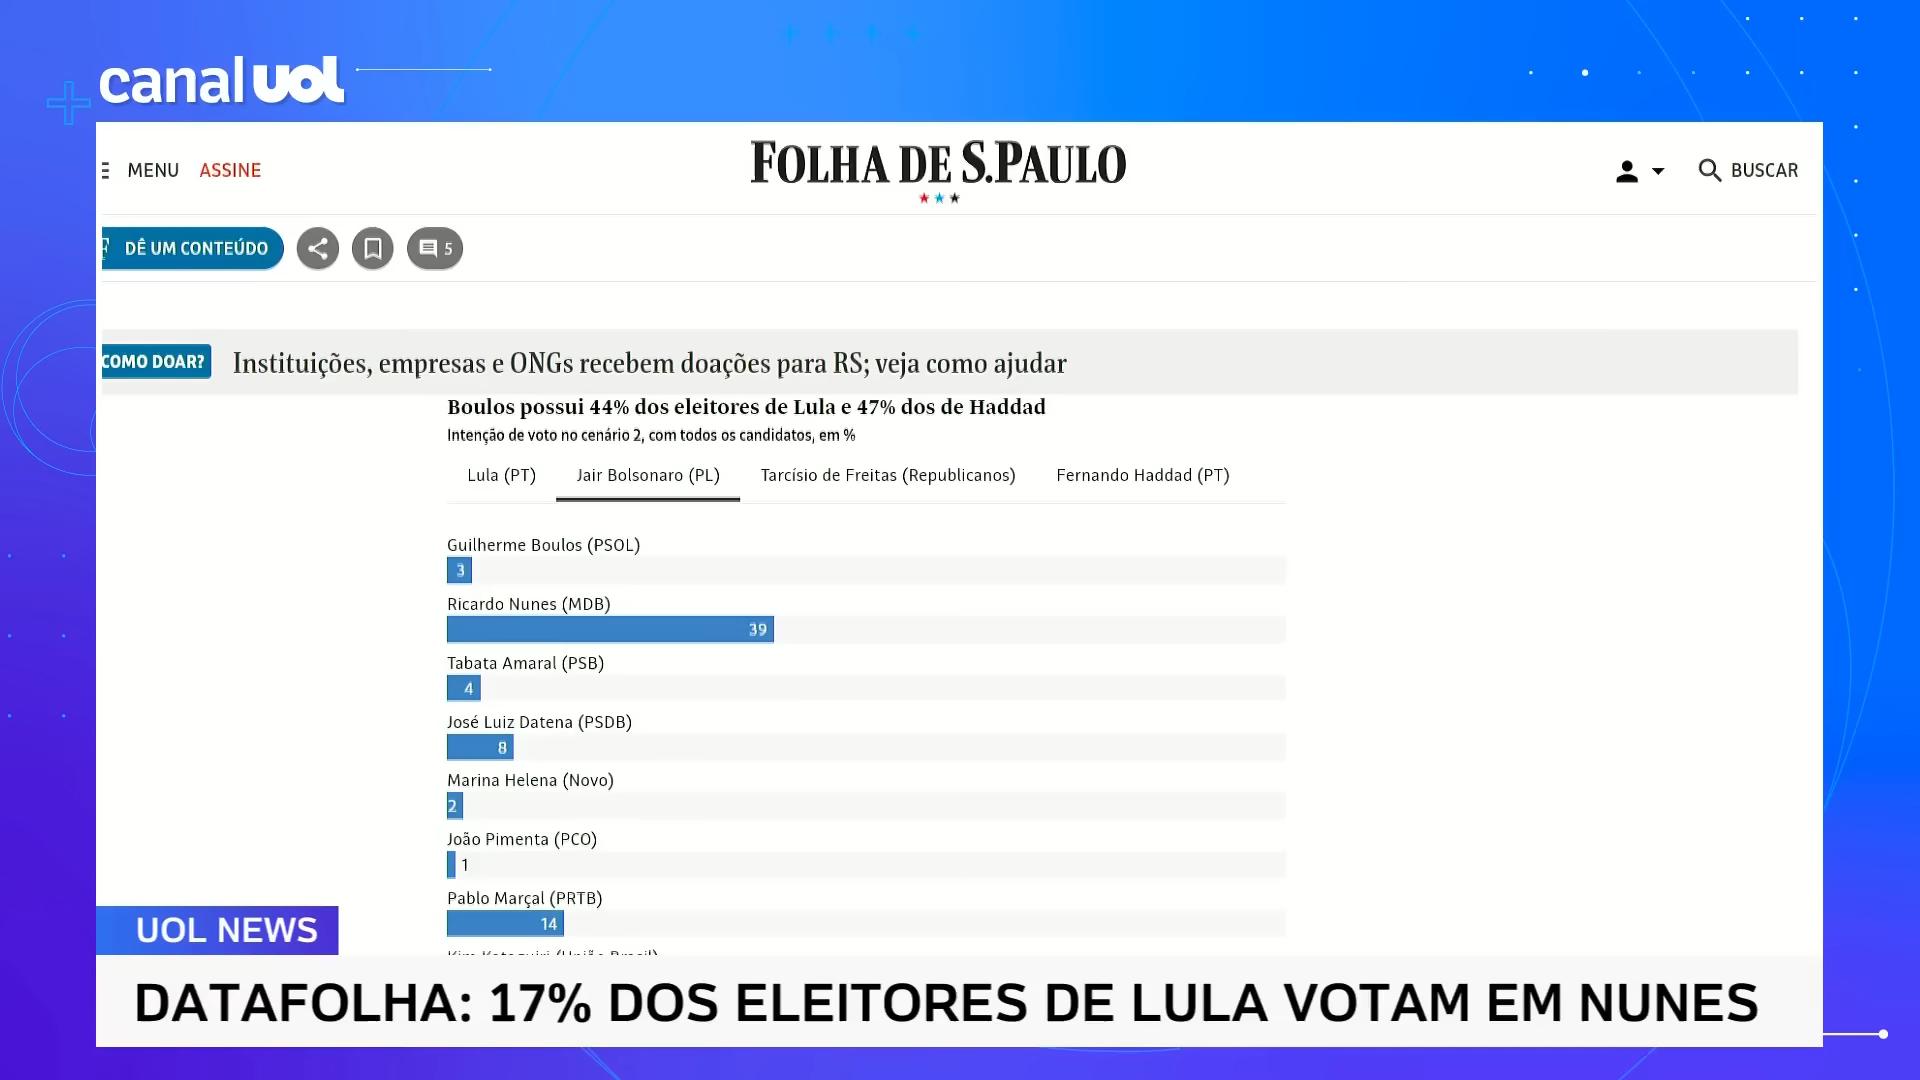 canal uol
MENU ASSINE
FOLHA DE S.PAULO
BUSCAR
DÊ UM CONTEÚDO
5
COMO DOAR? Instituições, empresas e ONGs recebem doações para RS; veja como ajudar
Boulos possui 44% dos eleitores de Lula e 47% dos de Haddad
Intenção de voto no cenário 2, com todos os candidatos, em %
Lula (PT) Jair Bolsonaro (PL) Tarcísio de Freitas (Republicanos) Fernando Haddad (PT)
Guilherme Boulos (PSOL)
3
Ricardo Nunes (MDB)
39
Tabata Amaral (PSB)
4
José Luiz Datena (PSDB)
8
Marina Helena (Novo)
2
João Pimenta (PCO)
1
Pablo Marçal (PRTB)
14
UOL NEWS
DATAFOLHA: 17% DOS ELEITORES DE LULA VOTAM EM NUNES